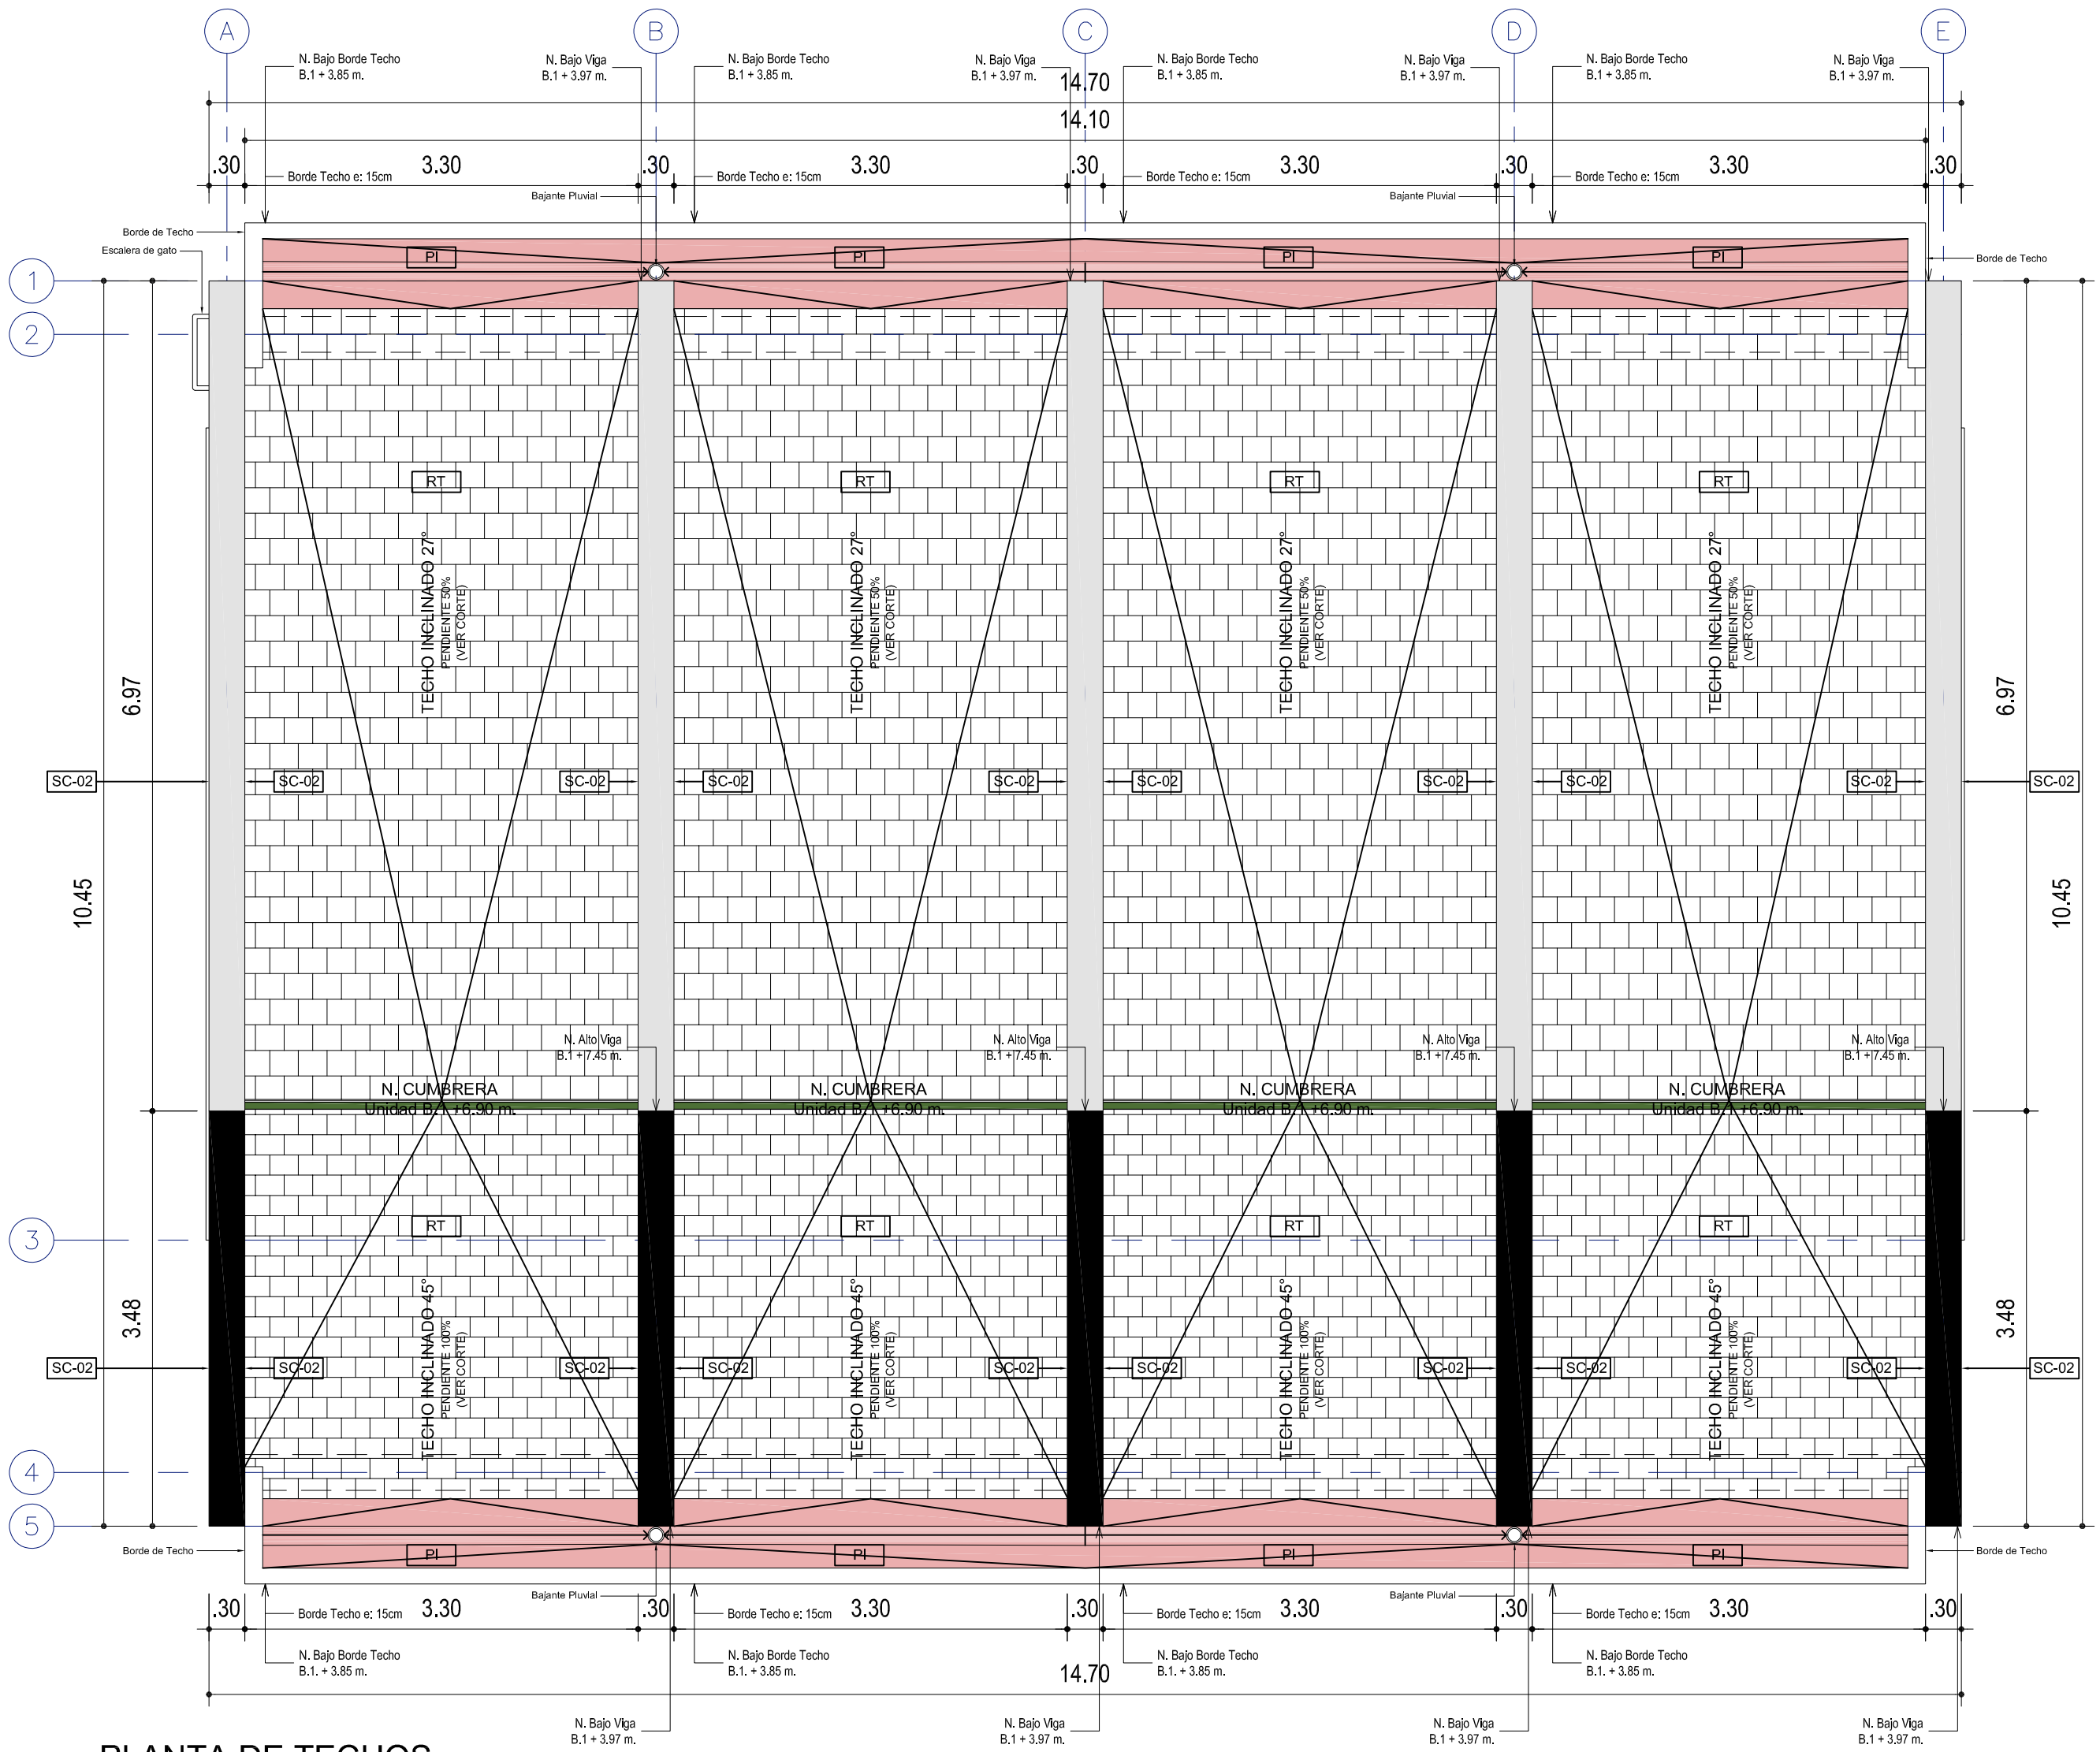 A
B
C
D
E
N. Bajo Borde Techo
B.1 + 3.85 m.
N. Bajo Viga
B.1 + 3.97 m.
N. Bajo Borde Techo
B.1 + 3.85 m.
N. Bajo Viga
B.1 + 3.97 m.
N. Bajo Borde Techo
B.1 + 3.85 m.
N. Bajo Viga
B.1 + 3.97 m.
N. Bajo Borde Techo
B.1 + 3.85 m.
N. Bajo Viga
B.1 + 3.97 m.
14.70
14.10
.30 3.30 .30 3.30 .30 3.30 .30 3.30 .30
Borde Techo e: 15cm
Borde Techo e: 15cm
Borde Techo e: 15cm
Borde Techo e: 15cm
Bajante Pluvial
Bajante Pluvial
Borde de Techo
Escalera de gato
Borde de Techo
PI PI PI PI
1
2
RT RT RT RT
TECHO INCLINADO 27°
PENDIENTE 50%
(VER CORTE)
TECHO INCLINADO 27°
PENDIENTE 50%
(VER CORTE)
TECHO INCLINADO 27°
PENDIENTE 50%
(VER CORTE)
TECHO INCLINADO 27°
PENDIENTE 50%
(VER CORTE)
6.97
6.97
SC-02 SC-02 SC-02 SC-02 SC-02 SC-02 SC-02 SC-02 SC-02 SC-02
10.45
10.45
N. Alto Viga
B.1 + 7.45 m.
N. Alto Viga
B.1 + 7.45 m.
N. Alto Viga
B.1 + 7.45 m.
N. Alto Viga
B.1 + 7.45 m.
N. CUMBRERA
Unidad B.1 +6.90 m.
N. CUMBRERA
Unidad B.1 +6.90 m.
N. CUMBRERA
Unidad B.1 +6.90 m.
N. CUMBRERA
Unidad B.1 +6.90 m.
RT RT RT RT
3
TECHO INCLINADO 45°
PENDIENTE 100%
(VER CORTE)
TECHO INCLINADO 45°
PENDIENTE 100%
(VER CORTE)
TECHO INCLINADO 45°
PENDIENTE 100%
(VER CORTE)
TECHO INCLINADO 45°
PENDIENTE 100%
(VER CORTE)
3.48
3.48
SC-02 SC-02 SC-02 SC-02 SC-02 SC-02 SC-02 SC-02 SC-02 SC-02
4
5
PI PI PI PI
Borde de Techo
Borde de Techo
Bajante Pluvial
Bajante Pluvial
.30 3.30 .30 3.30 .30 3.30 .30 3.30 .30
Borde Techo e: 15cm
Borde Techo e: 15cm
Borde Techo e: 15cm
Borde Techo e: 15cm
N. Bajo Borde Techo
B.1. + 3.85 m.
N. Bajo Borde Techo
B.1. + 3.85 m.
N. Bajo Borde Techo
B.1. + 3.85 m.
N. Bajo Borde Techo
B.1. + 3.85 m.
14.70
N. Bajo Viga
B.1 + 3.97 m.
N. Bajo Viga
B.1 + 3.97 m.
N. Bajo Viga
B.1 + 3.97 m.
N. Bajo Viga
B.1 + 3.97 m.
PLANTA DE TECHOS